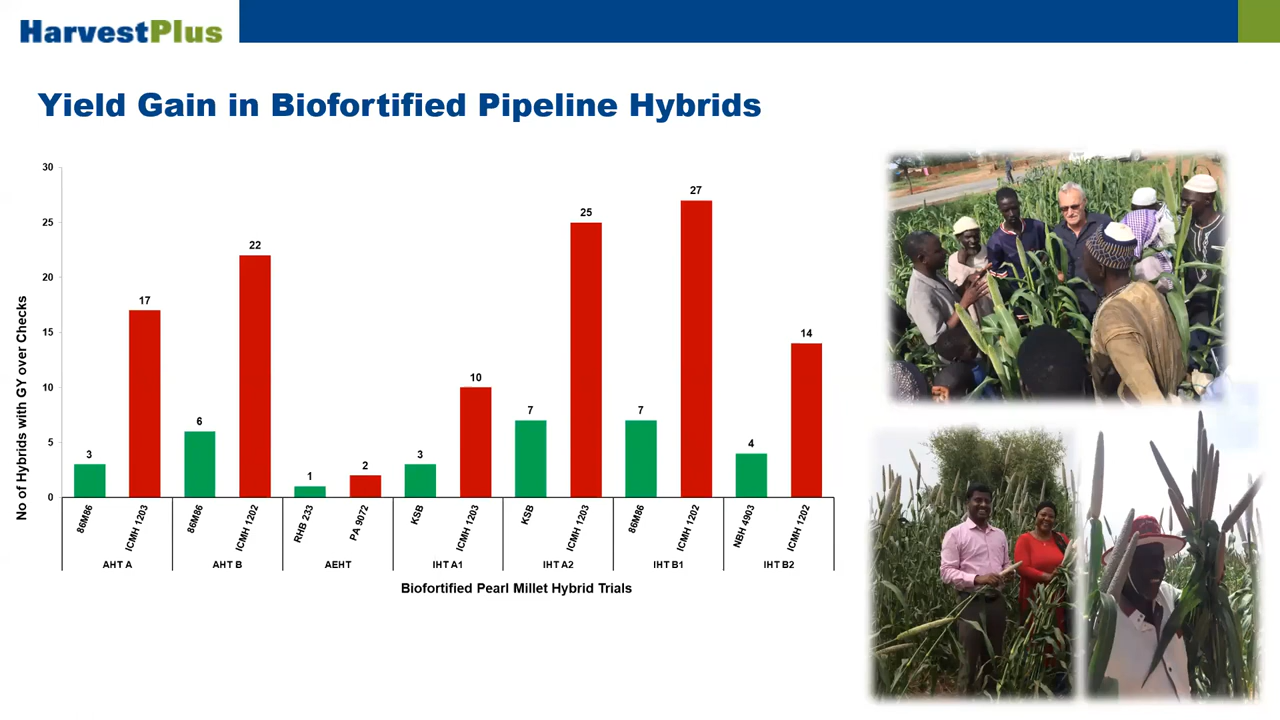 HarvestPlus
Yield Gain in Biofortified Pipeline Hybrids
No of Hybrids with GY over Checks
30
25
20
15
10
5
0
3
17
6
22
1
2
3
10
7
25
7
27
4
14
86M86
ICMH 1203
86M86
ICMH 1202
RHB 233
PA 9072
KSB
ICMH 1203
KSB
ICMH 1203
86M86
ICMH 1202
NBH 4903
ICMH 1202
AHT A
AHT B
AEHT
IHT A1
IHT A2
IHT B1
IHT B2
Biofortified Pearl Millet Hybrid Trials